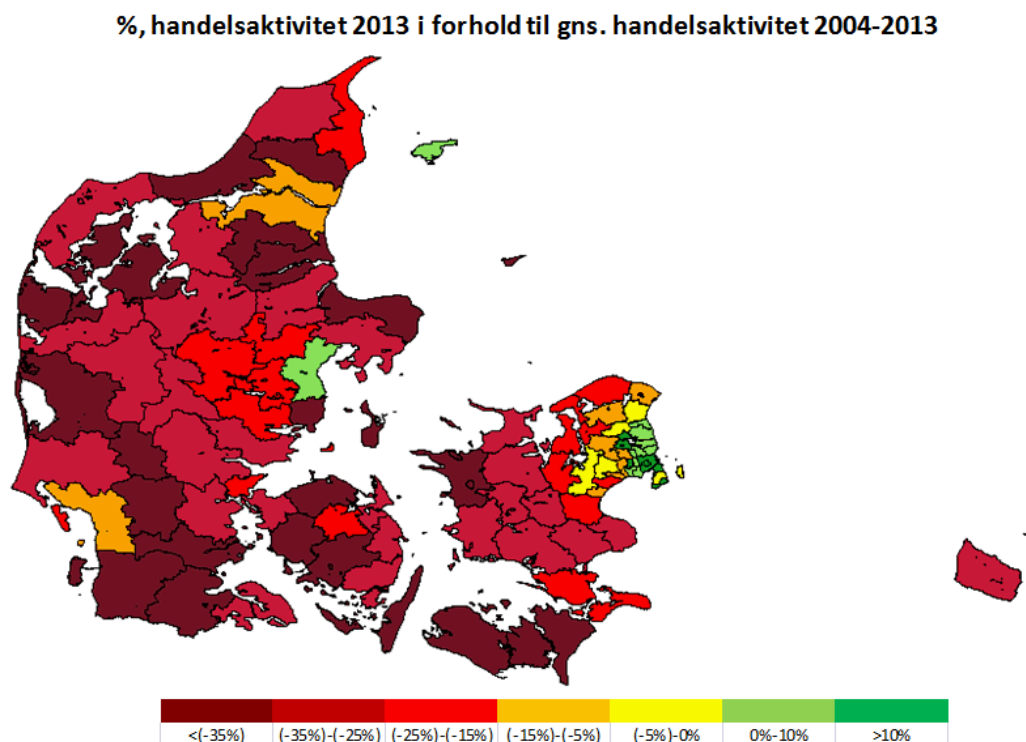 %, handelsaktivitet 2013 i forhold til gns. handelsaktivitet 2004-2013
<(-35%) (-35%)-(-25%) (-25%)-(-15%) (-15%)-(-5%) (-5%)-0% 0%-10% >10%